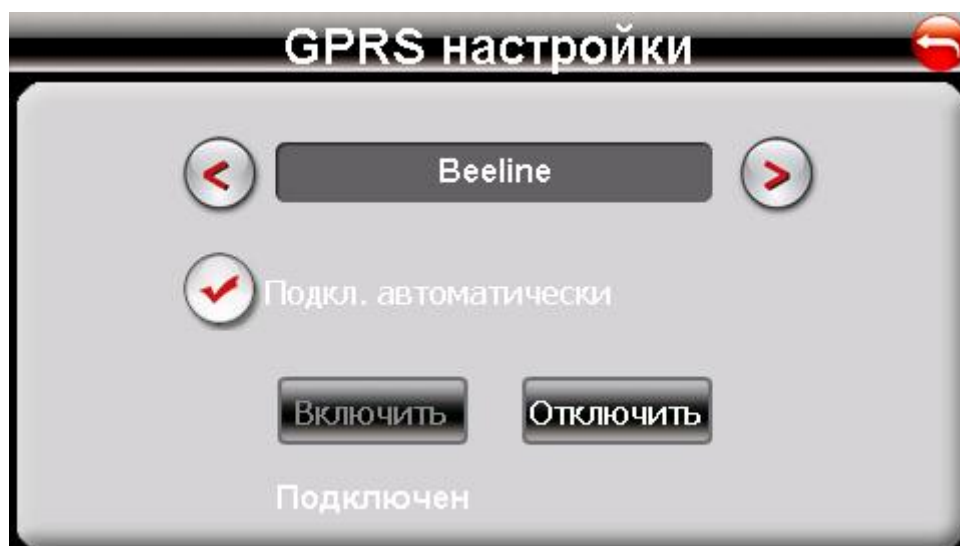 GPRS настройки
Beeline
Подкл. автоматически
Включить Отключить
Подключен